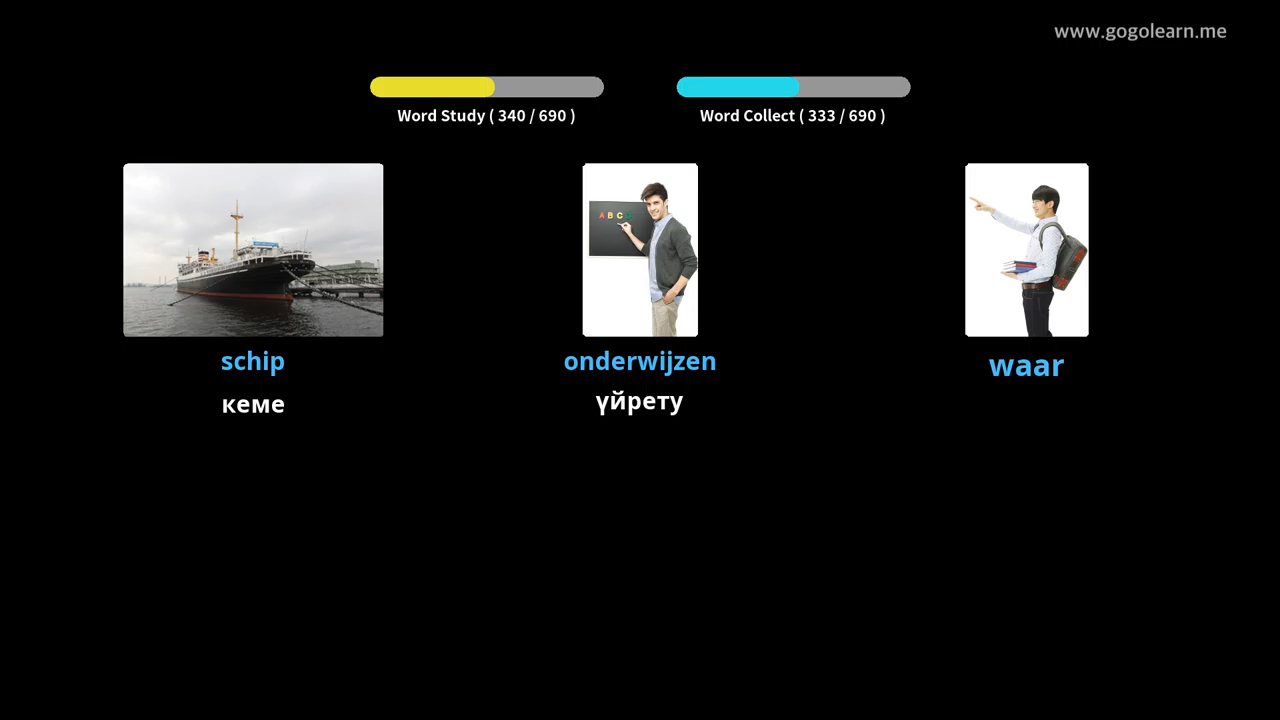 www.gogolearn.me
Word Study ( 340 / 690 )
Word Collect ( 333 / 690 )
schip
onderwijzen
waar
кеме
үйрету
A B C D